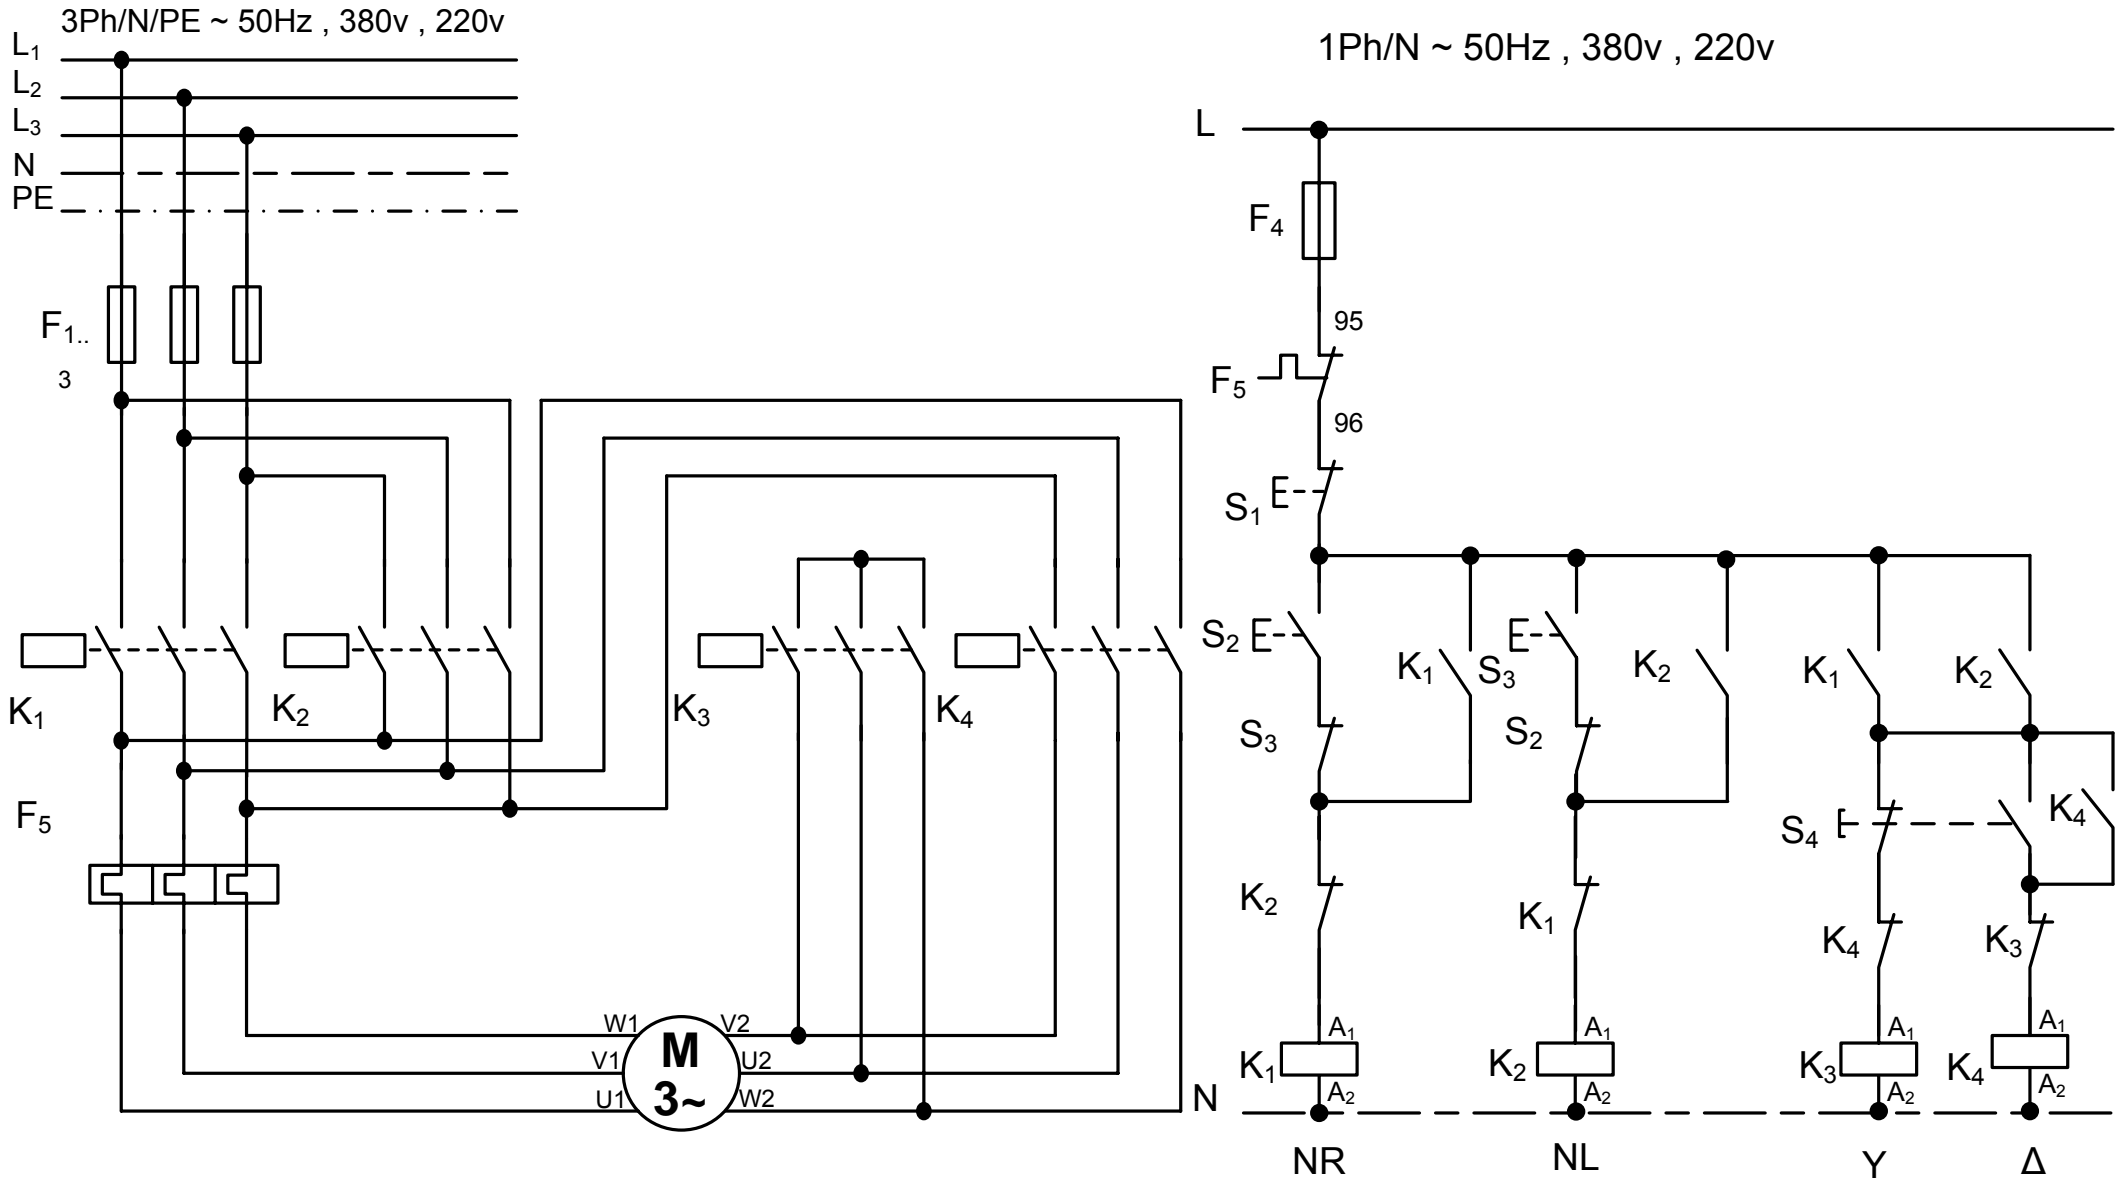 3Ph/N/PE ~ 50Hz , 380v , 220v
L1
L2
L3
N
PE
F1..
3
K1
K2
K3
K4
F5
W1
V1
U1
M
3~
V2
U2
W2
1Ph/N ~ 50Hz , 380v , 220v
L
F4
95
F5
96
S1
S2
K1
S3
K2
K1
K2
S3
S2
S4
K4
K2
K1
K4
K3
A1
A1
A1
A1
K1
K2
K3
K4
A2
A2
A2
A2
N
NR
NL
Y
Δ